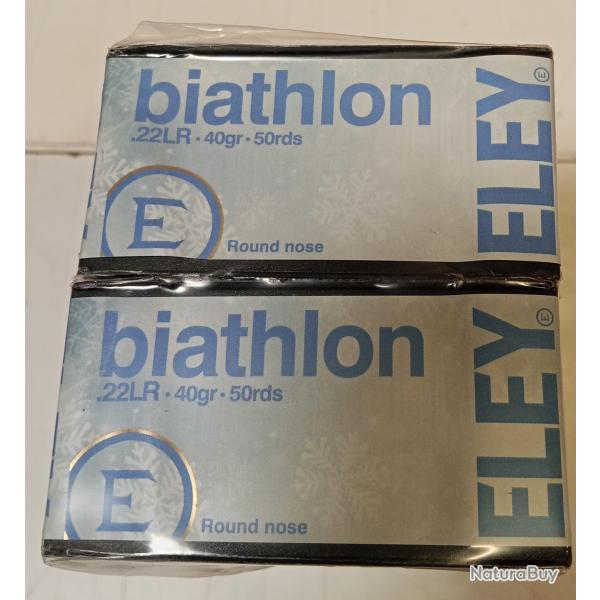 biathlon
.22LR • 40gr • 50rds
E
Round nose
ELEY
E
biathlon
.22LR • 40gr • 50rds
E
Round nose
ELEY
E
NaturaBuy